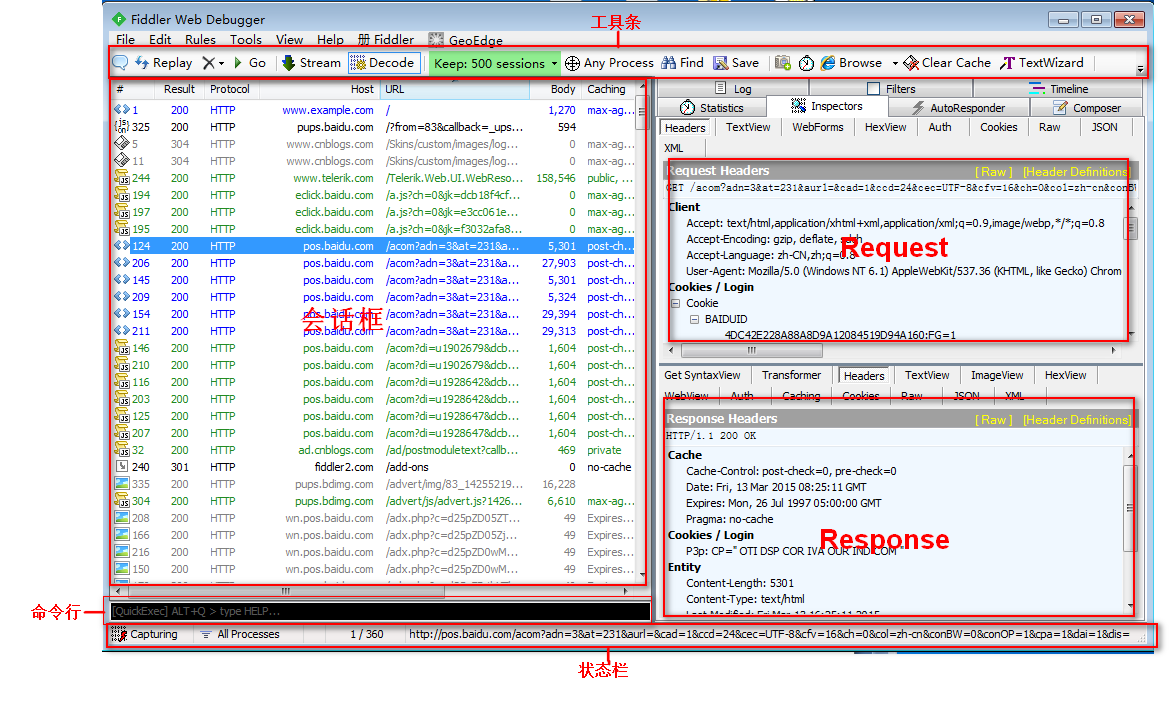 Fiddler Web Debugger
工具条
File Edit Rules Tools View Help 册 Fiddler GeoEdge
Replay Go Stream Decode Keep: 500 sessions Any Process Find Save Browse Clear Cache TextWizard
# Result Protocol Host URL Body Caching
1 200 HTTP www.example.com / 1,270 max-ag...
325 200 HTTP pups.baidu.com /?from=83&callback=_ups... 594
5 304 HTTP www.cnblogs.com /Skins/custom/images/log... 0 max-ag...
11 304 HTTP www.cnblogs.com /Skins/custom/images/log... 0 max-ag...
244 200 HTTP www.telerik.com /Telerik.Web.UI.WebReso... 158,546 public, ...
194 200 HTTP eclick.baidu.com /a.js?ch=0&jk=dcb18f4cf... 0 max-ag...
197 200 HTTP eclick.baidu.com /a.js?ch=0&jk=e3cc061e... 0 max-ag...
195 200 HTTP eclick.baidu.com /a.js?ch=0&jk=f3032afa8... 0 max-ag...
124 200 HTTP pos.baidu.com /acom?adn=3&at=231&a... 5,301 post-ch...
206 200 HTTP pos.baidu.com /acom?adn=3&at=231&a... 27,903 post-ch...
145 200 HTTP pos.baidu.com /acom?adn=3&at=231&a... 5,301 post-ch...
209 200 HTTP pos.baidu.com /acom?adn=3&at=231&a... 5,324 post-ch...
154 200 HTTP pos.baidu.com /acom?adn=3&at=231&a... 29,394 post-ch...
会话框
211 200 HTTP pos.baidu.com /acom?adn=3&at=231&a... 29,313 post-ch...
146 200 HTTP pos.baidu.com /acom?di=u1902679&dcb... 1,604 post-ch...
210 200 HTTP pos.baidu.com /acom?di=u1902679&dcb... 1,604 post-ch...
116 200 HTTP pos.baidu.com /acom?di=u1928642&dcb... 1,604 post-ch...
203 200 HTTP pos.baidu.com /acom?di=u1928642&dcb... 1,604 post-ch...
125 200 HTTP pos.baidu.com /acom?di=u1928647&dcb... 1,604 post-ch...
207 200 HTTP pos.baidu.com /acom?di=u1928647&dcb... 1,604 post-ch...
32 200 HTTP ad.cnblogs.com /ad/postmoduletext?callb... 469 private
240 301 HTTP fiddler2.com /add-ons 0 no-cache
335 200 HTTP pups.bdimg.com /advert/img/83_14255219... 16,228
304 200 HTTP pups.bdimg.com /advert/js/advert.js?1426... 6,610 max-ag...
208 200 HTTP wn.pos.baidu.com /adx.php?c=d25pZD05ZT... 49 Expires...
166 200 HTTP wn.pos.baidu.com /adx.php?c=d25pZD05Zj... 49 Expires...
216 200 HTTP wn.pos.baidu.com /adx.php?c=d25pZD0wM... 49 Expires...
150 200 HTTP wn.pos.baidu.com /adx.php?c=d25pZD0wM... 49 Expires...
命令行
[QuickExec] ALT+Q > type HELP...
Log Filters Timeline
Statistics Inspectors AutoResponder Composer
Headers TextView WebForms HexView Auth Cookies Raw JSON
XML
Request Headers [ Raw ] [Header Definitions]
GET /acom?adn=3&at=231&aurl=&cad=1&ccd=24&cec=UTF-8&cfv=16&ch=0&col=zh-cn&conBW
Client
Accept: text/html,application/xhtml+xml,application/xml;q=0.9,image/webp,*/*;q=0.8
Accept-Encoding: gzip, deflate, sdch
Request
Accept-Language: zh-CN,zh;q=0.8
User-Agent: Mozilla/5.0 (Windows NT 6.1) AppleWebKit/537.36 (KHTML, like Gecko) Chrom
Cookies / Login
Cookie
BAIDUID
4DC42E228A88A8D9A12084519D94A160:FG=1
Get SyntaxView Transformer Headers TextView ImageView HexView
WebView Auth Caching Cookies Raw JSON XML
Response Headers [ Raw ] [Header Definitions]
HTTP/1.1 200 OK
Cache
Cache-Control: post-check=0, pre-check=0
Date: Fri, 13 Mar 2015 08:25:11 GMT
Expires: Mon, 26 Jul 1997 05:00:00 GMT
Pragma: no-cache
Cookies / Login
Response
P3p: CP=" OTI DSP COR IVA OUR IND COM
Entity
Content-Length: 5301
Content-Type: text/html
Capturing All Processes 1 / 360 http://pos.baidu.com/acom?adn=3&at=231&aurl=&cad=1&ccd=24&cec=UTF-8&cfv=16&ch=0&col=zh-cn&conBW=0&conOP=1&cpa=1&dai=1&dis=
状态栏